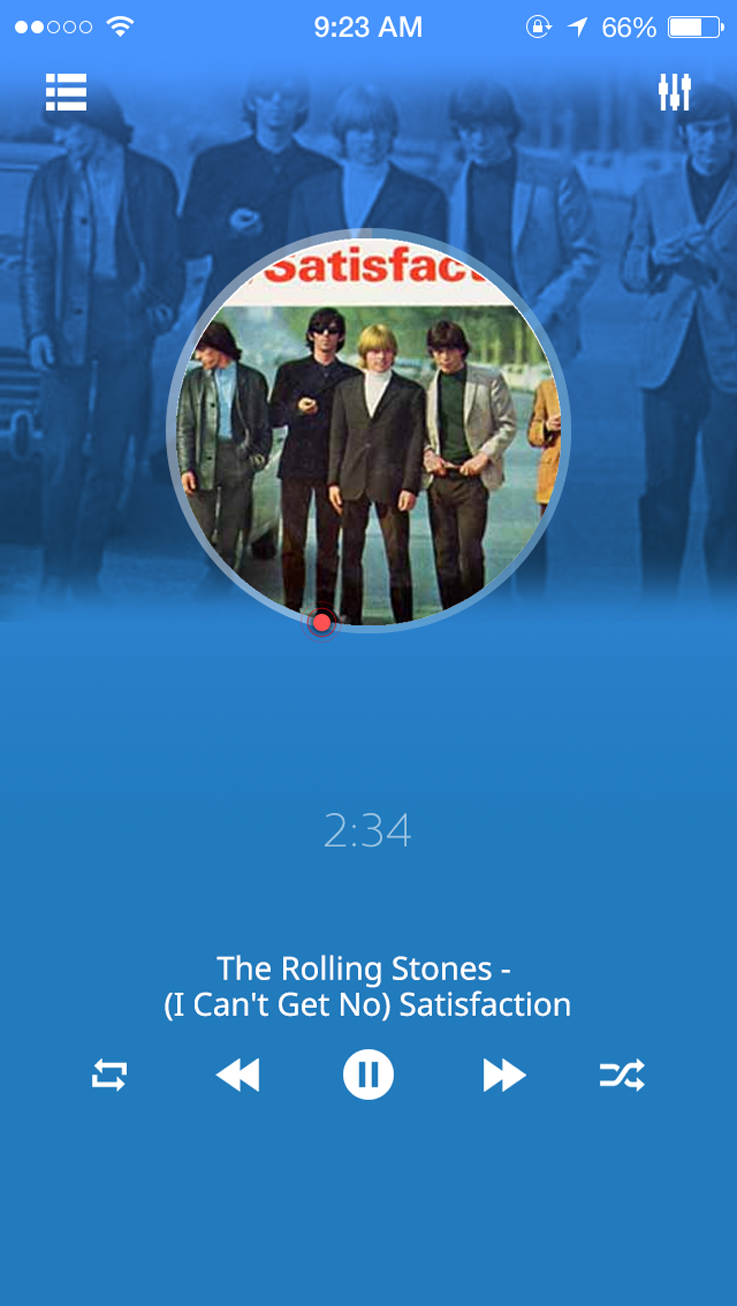 9:23 AM
66%
Satisfac
2:34
The Rolling Stones -
(I Can't Get No) Satisfaction